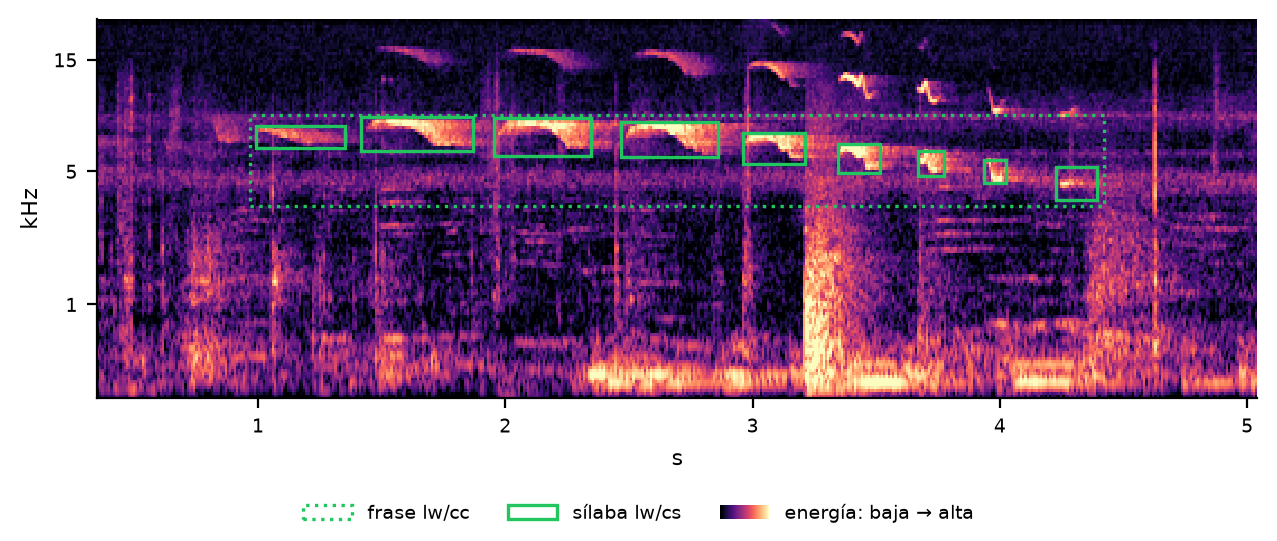 15
5
1
kHz
1
2
3
4
5
s
frase lw/cc
sílaba lw/cs
energía: baja → alta